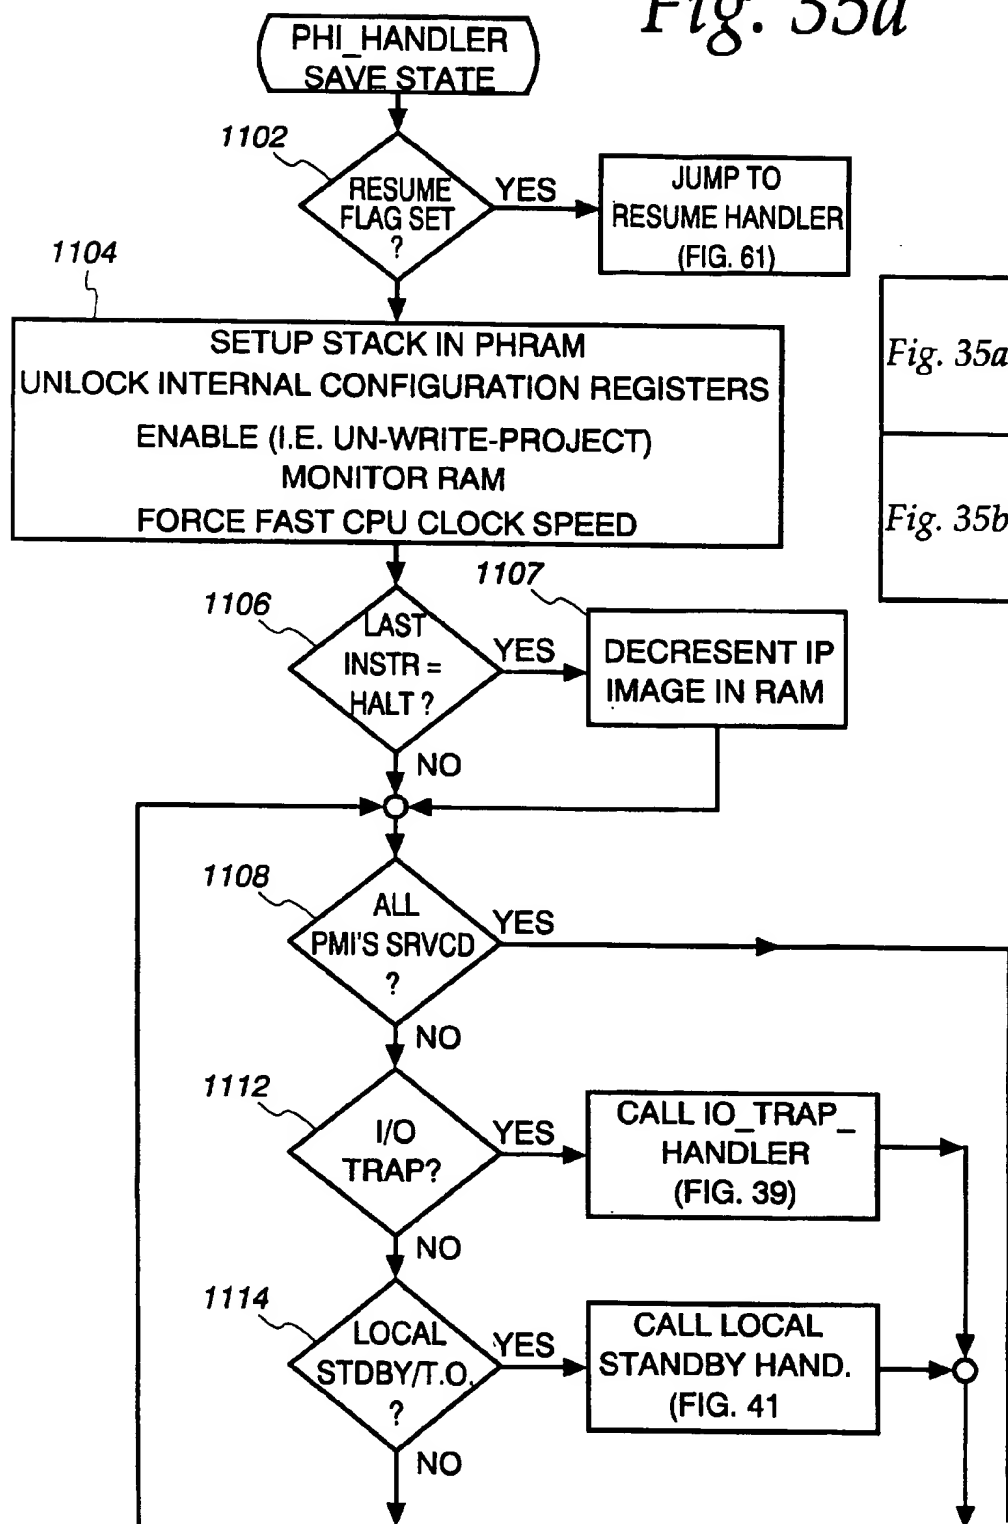 Fig. 35a
PHI_HANDLER
SAVE STATE
1102
RESUME
FLAG SET
?
YES
JUMP TO
RESUME HANDLER
(FIG. 61)
1104
SETUP STACK IN PHRAM
UNLOCK INTERNAL CONFIGURATION REGISTERS
ENABLE (I.E. UN-WRITE-PROJECT)
MONITOR RAM
FORCE FAST CPU CLOCK SPEED
Fig. 35a
Fig. 35b
1106
LAST
INSTR =
HALT ?
YES
1107
DECRESENT IP
IMAGE IN RAM
NO
1108
ALL
PMI'S SRVCD
?
YES
NO
1112
I/O
TRAP?
YES
CALL IO_TRAP_
HANDLER
(FIG. 39)
NO
1114
LOCAL
STDBY/T.O.
?
YES
CALL LOCAL
STANDBY HAND.
(FIG. 41
NO